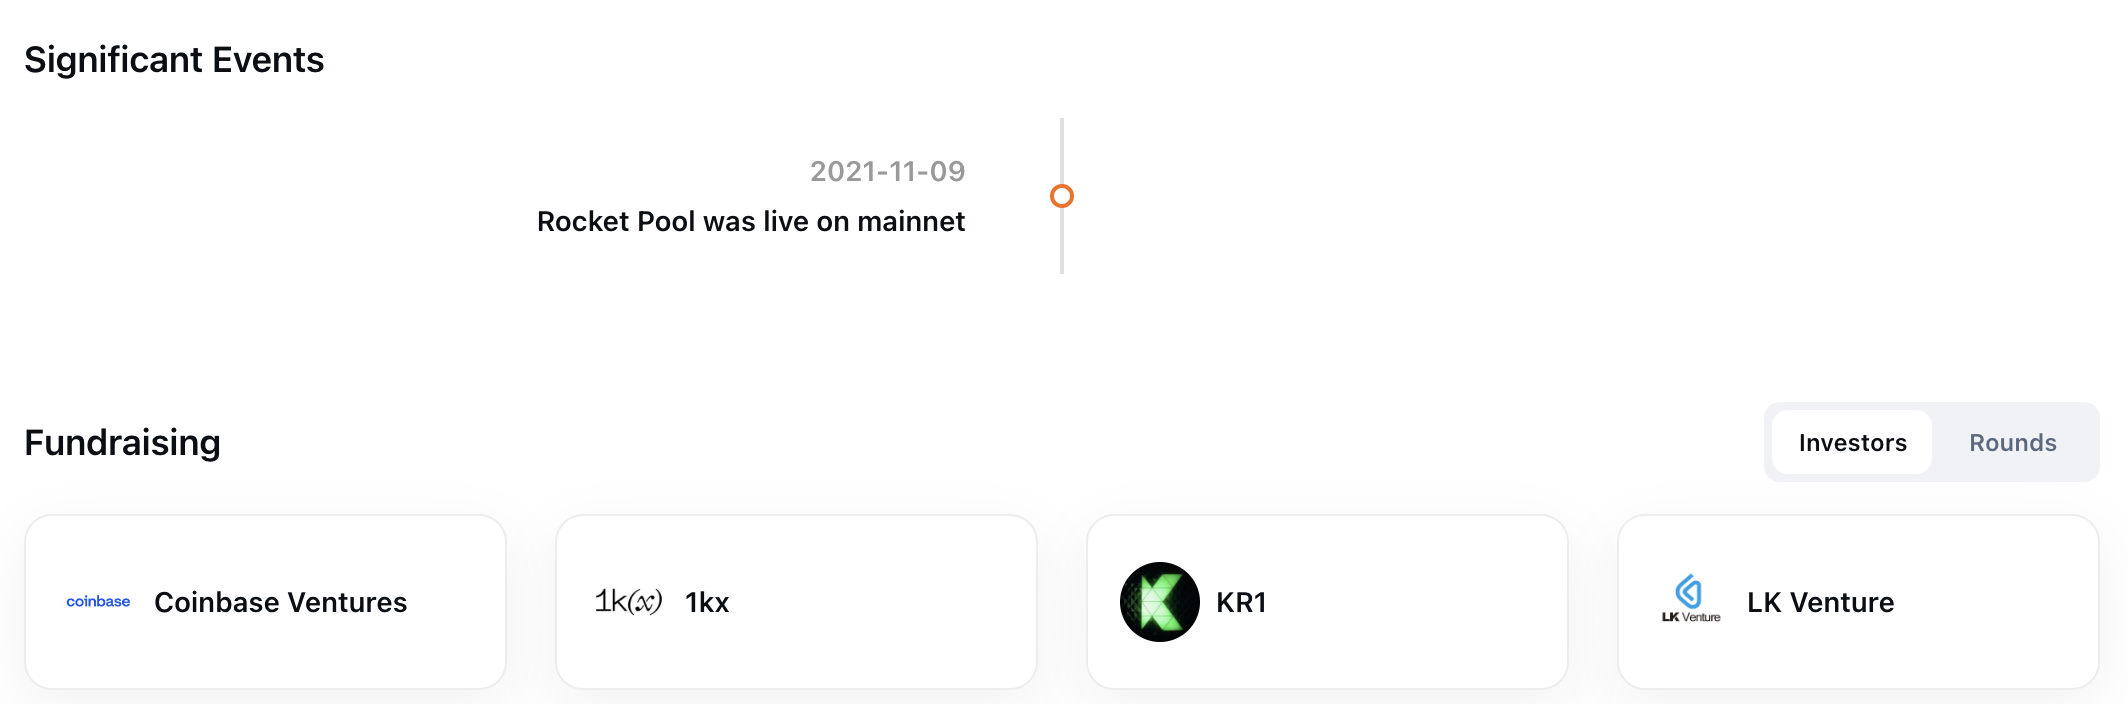 Significant Events
2021-11-09
Rocket Pool was live on mainnet
Fundraising
Investors Rounds
coinbase Coinbase Ventures
1k(x) 1kx
KR1
LK Venture LK Venture